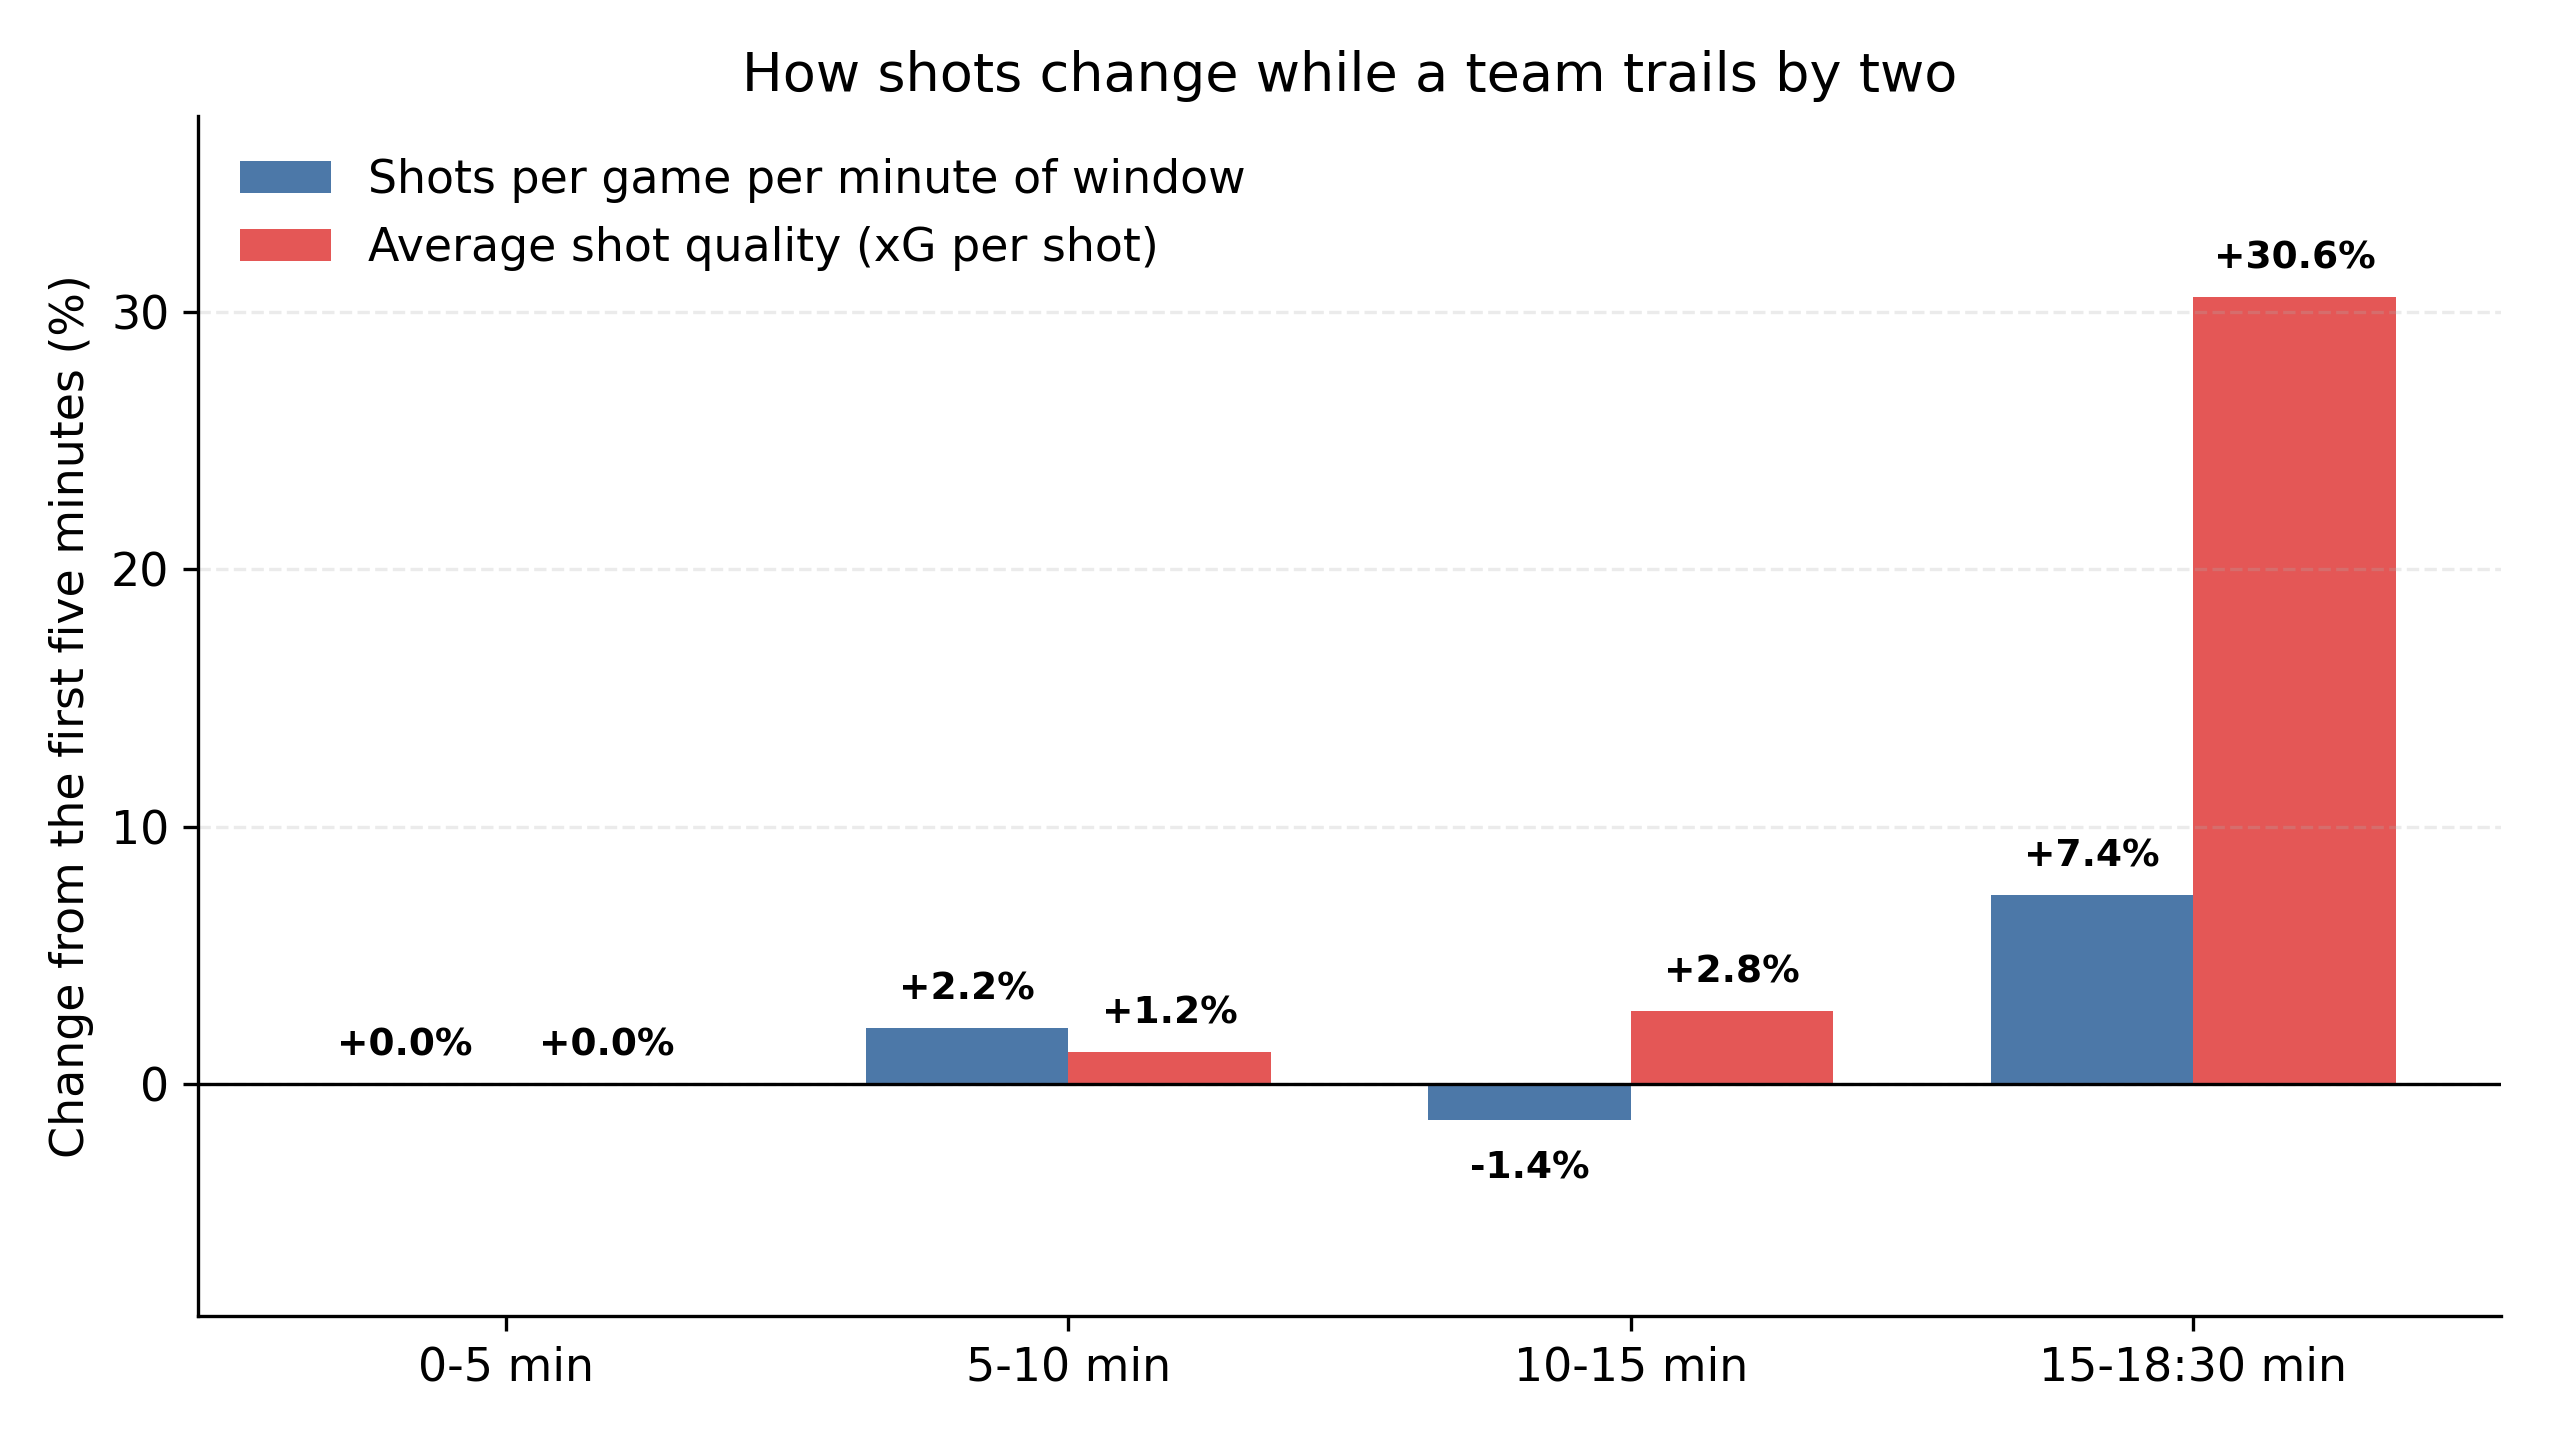 How shots change while a team trails by two
Shots per game per minute of window
Average shot quality (xG per shot)
Change from the first five minutes (%)
30
20
10
0
+0.0%
+0.0%
+2.2%
+1.2%
-1.4%
+2.8%
+7.4%
+30.6%
0-5 min
5-10 min
10-15 min
15-18:30 min